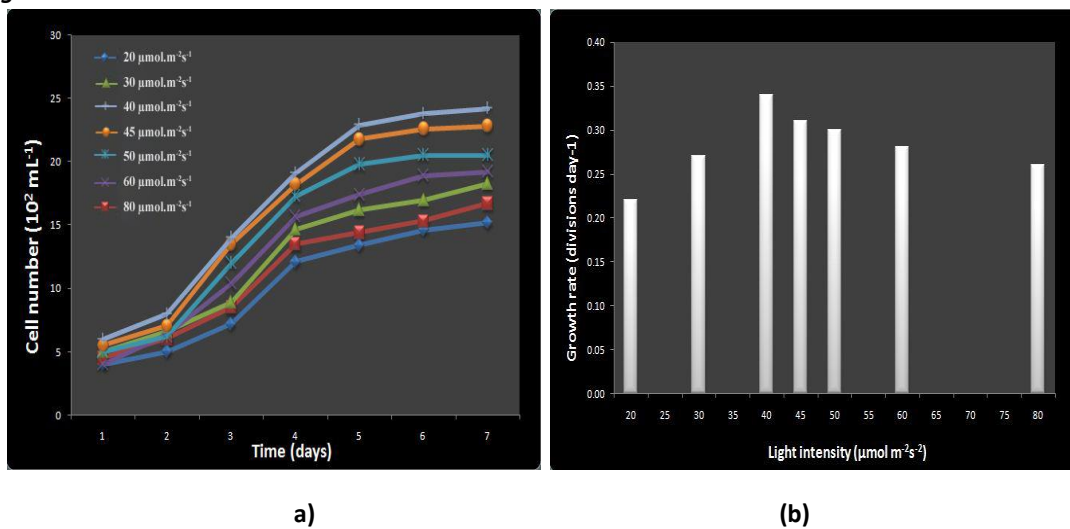 30
25
20
15
10
5
0
Cell number (10² mL⁻¹)
20 µmol.m⁻²s⁻¹
30 µmol.m⁻²s⁻¹
40 µmol.m⁻²s⁻¹
45 µmol.m⁻²s⁻¹
50 µmol.m⁻²s⁻¹
60 µmol.m⁻²s⁻¹
80 µmol.m⁻²s⁻¹
1 2 3 4 5 6 7
Time (days)
0.40
0.35
0.30
0.25
0.20
0.15
0.10
0.05
0.00
Growth rate (divisions day-1)
20 25 30 35 40 45 50 55 60 65 70 75 80
Light intensity (µmol m⁻²s⁻²)
a)
(b)